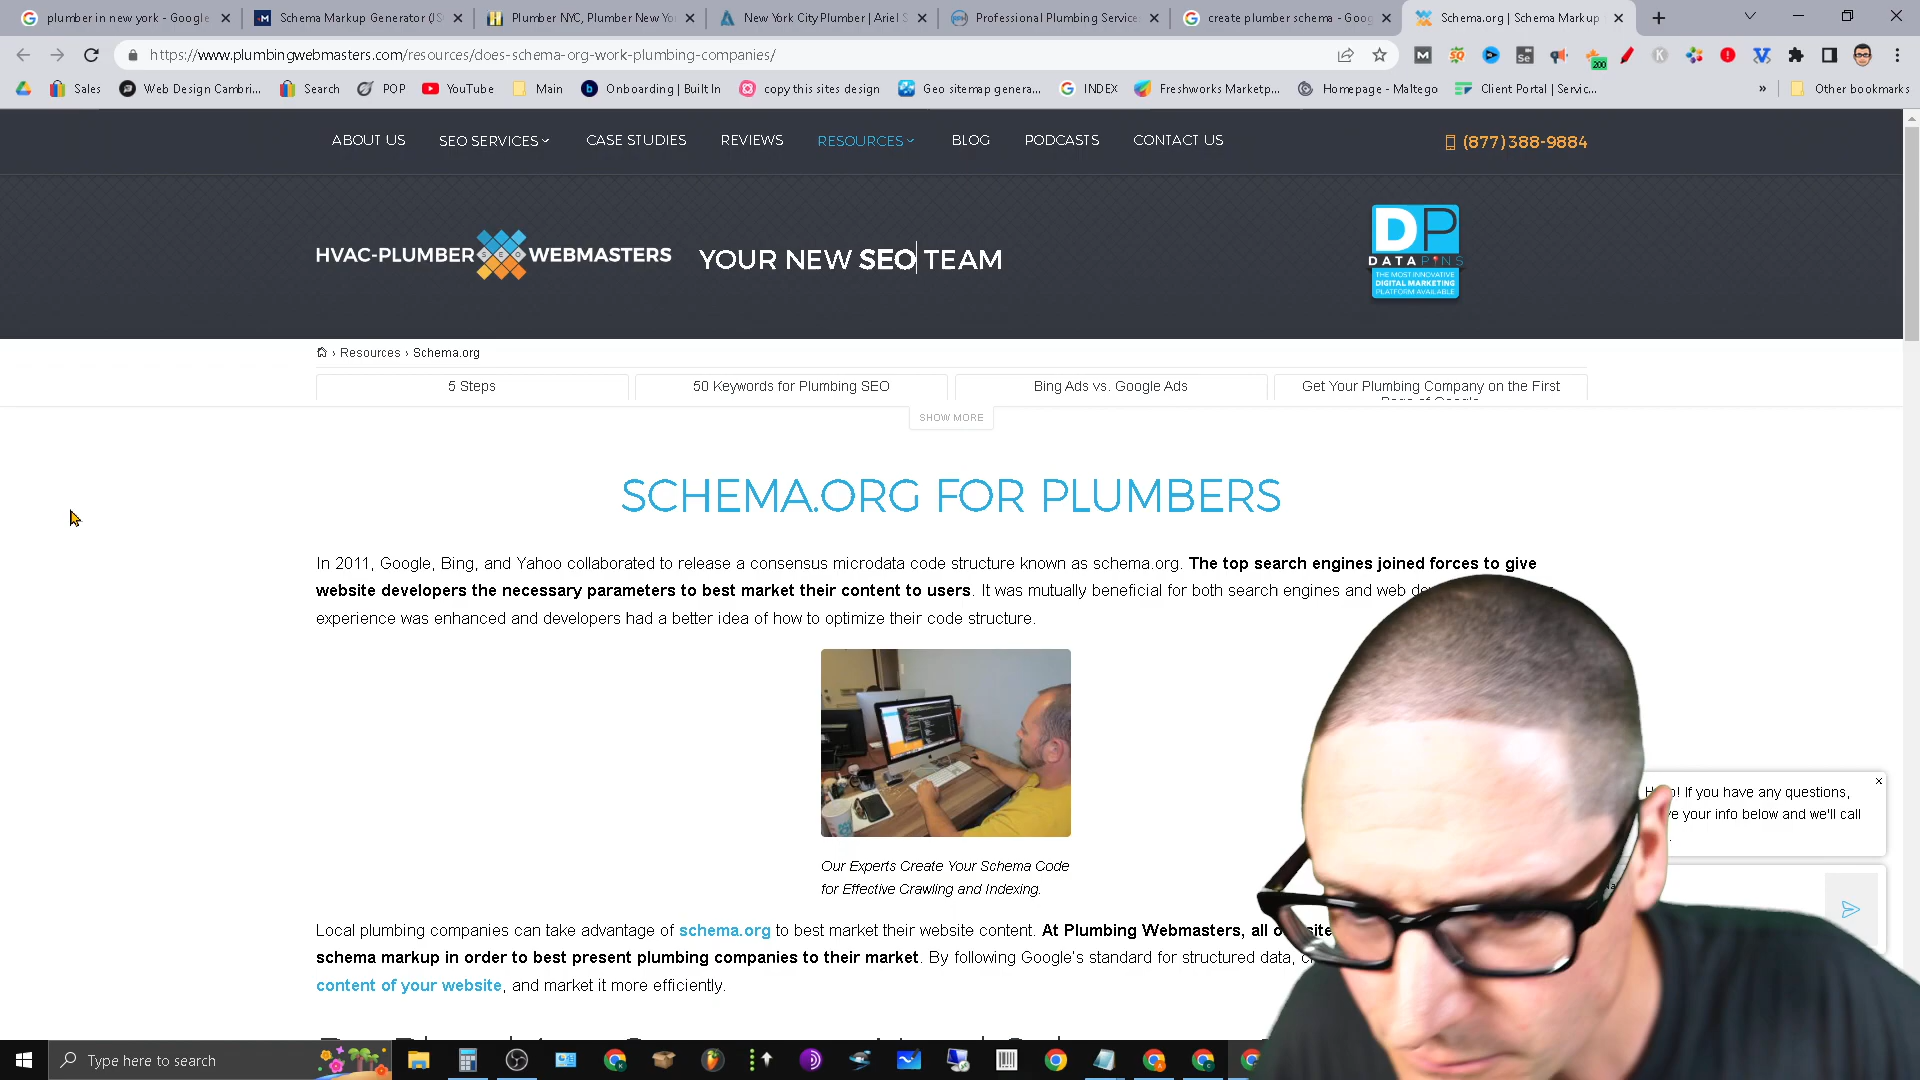 plumber in new york - Google
Schema Markup Generator (JS
Plumber NYC, Plumber New Yo
New York City Plumber | Ariel S
Professional Plumbing Service
create plumber schema - Goog
Schema.org | Schema Markup
https://www.plumbingwebmasters.com/resources/does-schema-org-work-plumbing-companies/
Sales
Web Design Cambri...
Search
POP
YouTube
Main
Onboarding | Built In
copy this sites design
Geo sitemap genera...
INDEX
Freshworks Marketp...
Homepage - Maltego
Client Portal | Servic...
»
Other bookmarks
ABOUT US
SEO SERVICES
CASE STUDIES
REVIEWS
RESOURCES
BLOG
PODCASTS
CONTACT US
(877) 388-9884
HVAC-PLUMBER SEO WEBMASTERS
YOUR NEW SEO TEAM
DP
DATAPINS
THE MOST INNOVATIVE
DIGITAL MARKETING
PLATFORM AVAILABLE
› Resources › Schema.org
5 Steps
50 Keywords for Plumbing SEO
Bing Ads vs. Google Ads
Get Your Plumbing Company on the First
Page of Google
SHOW MORE
SCHEMA.ORG FOR PLUMBERS
In 2011, Google, Bing, and Yahoo collaborated to release a consensus microdata code structure known as schema.org. The top search engines joined forces to give
website developers the necessary parameters to best market their content to users. It was mutually beneficial for both search engines and web
experience was enhanced and developers had a better idea of how to optimize their code structure.
Our Experts Create Your Schema Code
for Effective Crawling and Indexing.
Local plumbing companies can take advantage of schema.org to best market their website content. At Plumbing Webmasters, all
schema markup in order to best present plumbing companies to their market. By following Google's standard for structured data,
content of your website, and market it more efficiently.
If you have any questions,
your info below and we'll call
Type here to search